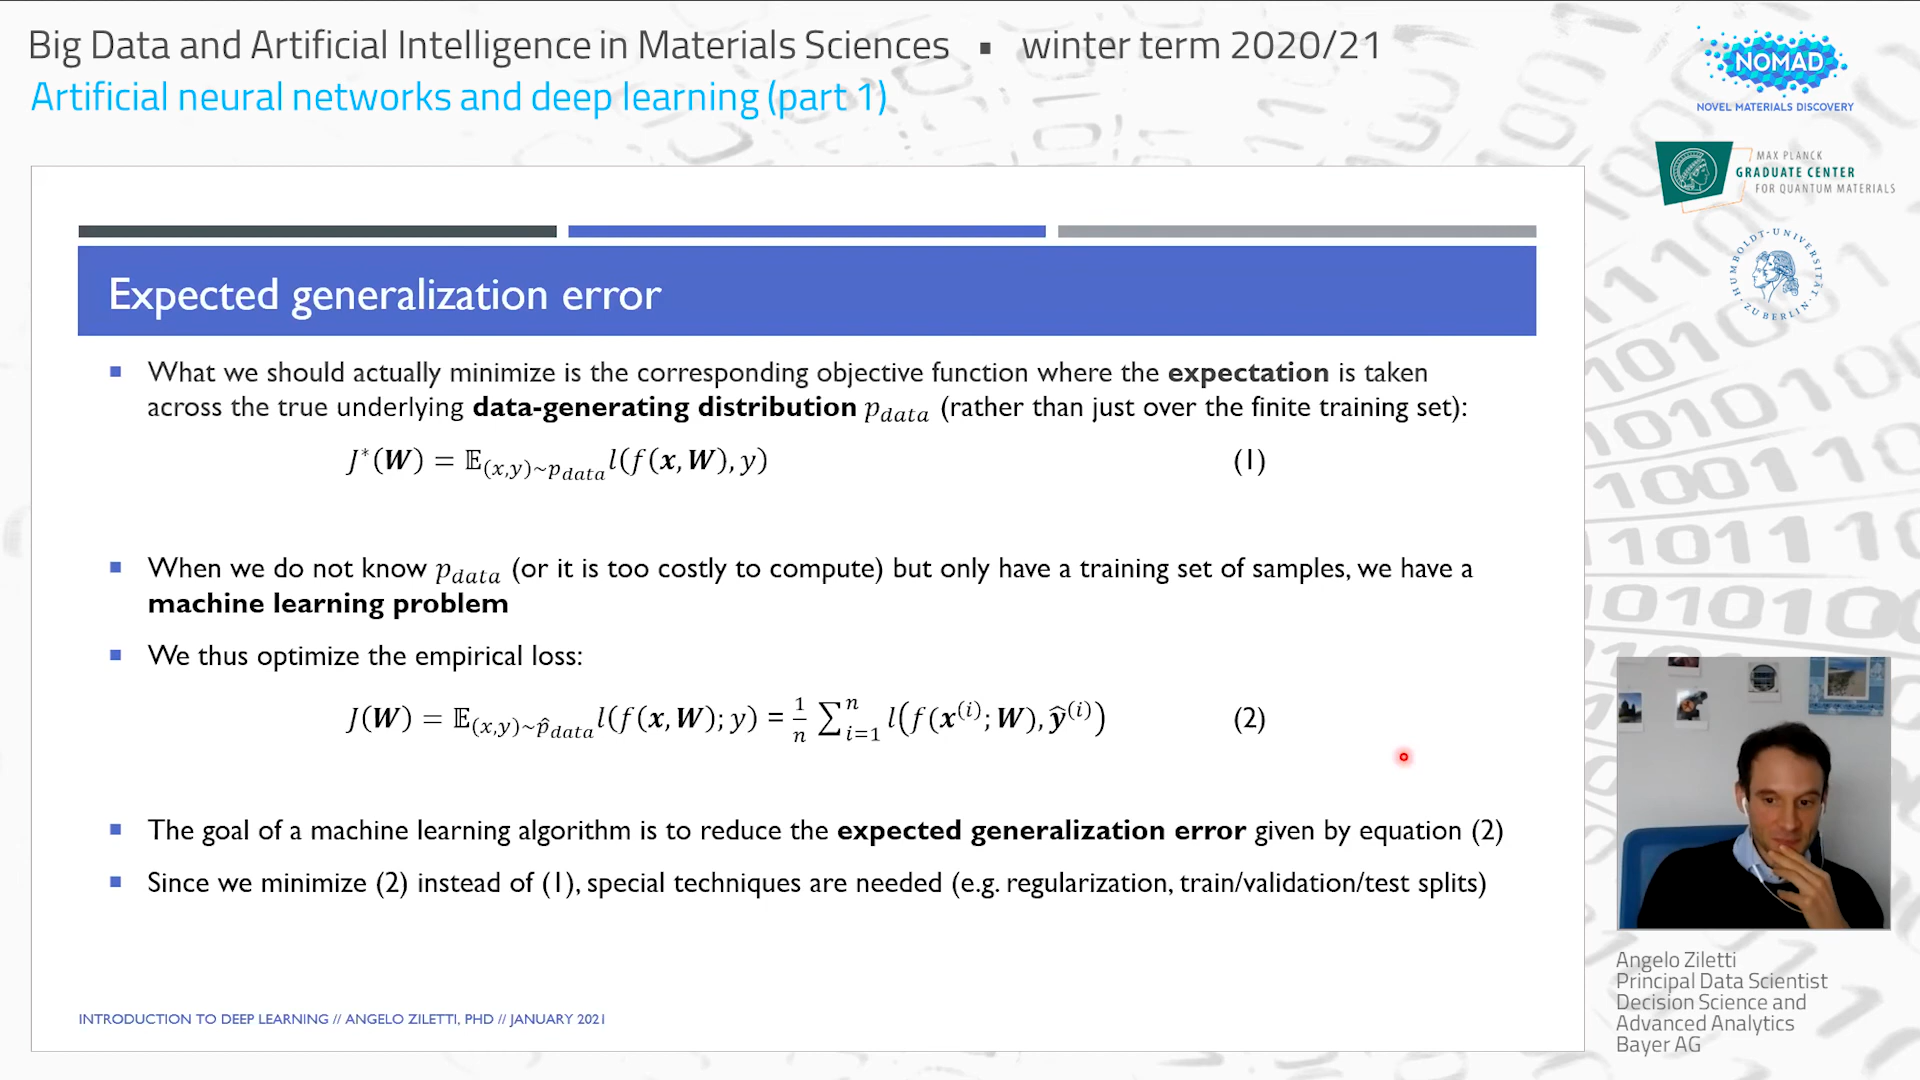 Big Data and Artificial Intelligence in Materials Sciences ▪ winter term 2020/21
Artificial neural networks and deep learning (part 1)
NOMAD
NOVEL MATERIALS DISCOVERY
MAX PLANCK
GRADUATE CENTER
FOR QUANTUM MATERIALS
HUMBOLDT-UNIVERSITÄT ZU BERLIN
Expected generalization error
▪ What we should actually minimize is the corresponding objective function where the expectation is taken
across the true underlying data-generating distribution p_data (rather than just over the finite training set):
J*(W) = 𝔼_(x,y)~p_data l(f(x, W), y) (1)
▪ When we do not know p_data (or it is too costly to compute) but only have a training set of samples, we have a
machine learning problem
▪ We thus optimize the empirical loss:
J(W) = 𝔼_(x,y)~p̂_data l(f(x, W); y) = 1/n ∑_{i=1}^{n} l(f(x^(i); W), ŷ^(i)) (2)
▪ The goal of a machine learning algorithm is to reduce the expected generalization error given by equation (2)
▪ Since we minimize (2) instead of (1), special techniques are needed (e.g. regularization, train/validation/test splits)
INTRODUCTION TO DEEP LEARNING // ANGELO ZILETTI, PHD // JANUARY 2021
Angelo Ziletti
Principal Data Scientist
Decision Science and
Advanced Analytics
Bayer AG